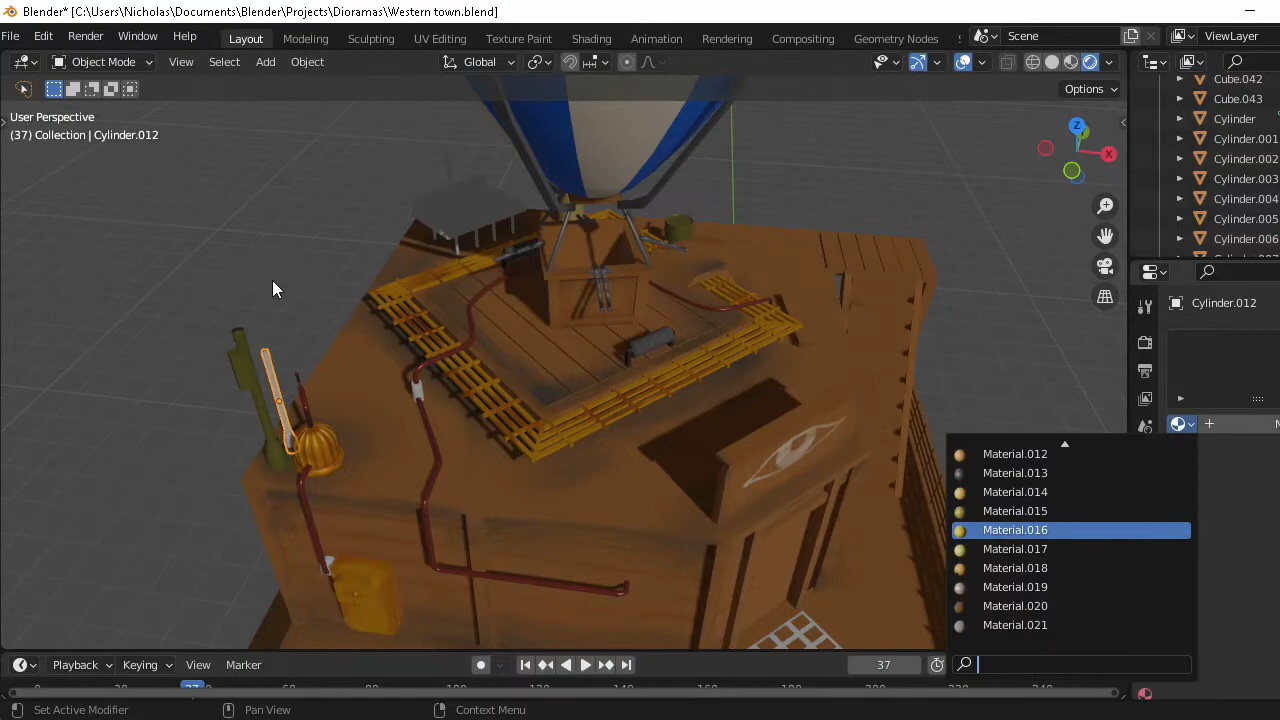 Blender* [C:\Users\Nicholas\Documents\Blender\Projects\Dioramas\Western town.blend]
File Edit Render Window Help Layout Modeling Sculpting UV Editing Texture Paint Shading Animation Rendering Compositing Geometry Nodes Scene ViewLayer
Object Mode View Select Add Object Global
Options
User Perspective
(37) Collection | Cylinder.012
Z
X
Cube.042
Cube.043
Cylinder
Cylinder.001
Cylinder.002
Cylinder.003
Cylinder.004
Cylinder.005
Cylinder.006
Cylinder.012
Material.012
Material.013
Material.014
Material.015
Material.016
Material.017
Material.018
Material.019
Material.020
Material.021
Playback Keying View Marker 37
37
Set Active Modifier Pan View Context Menu